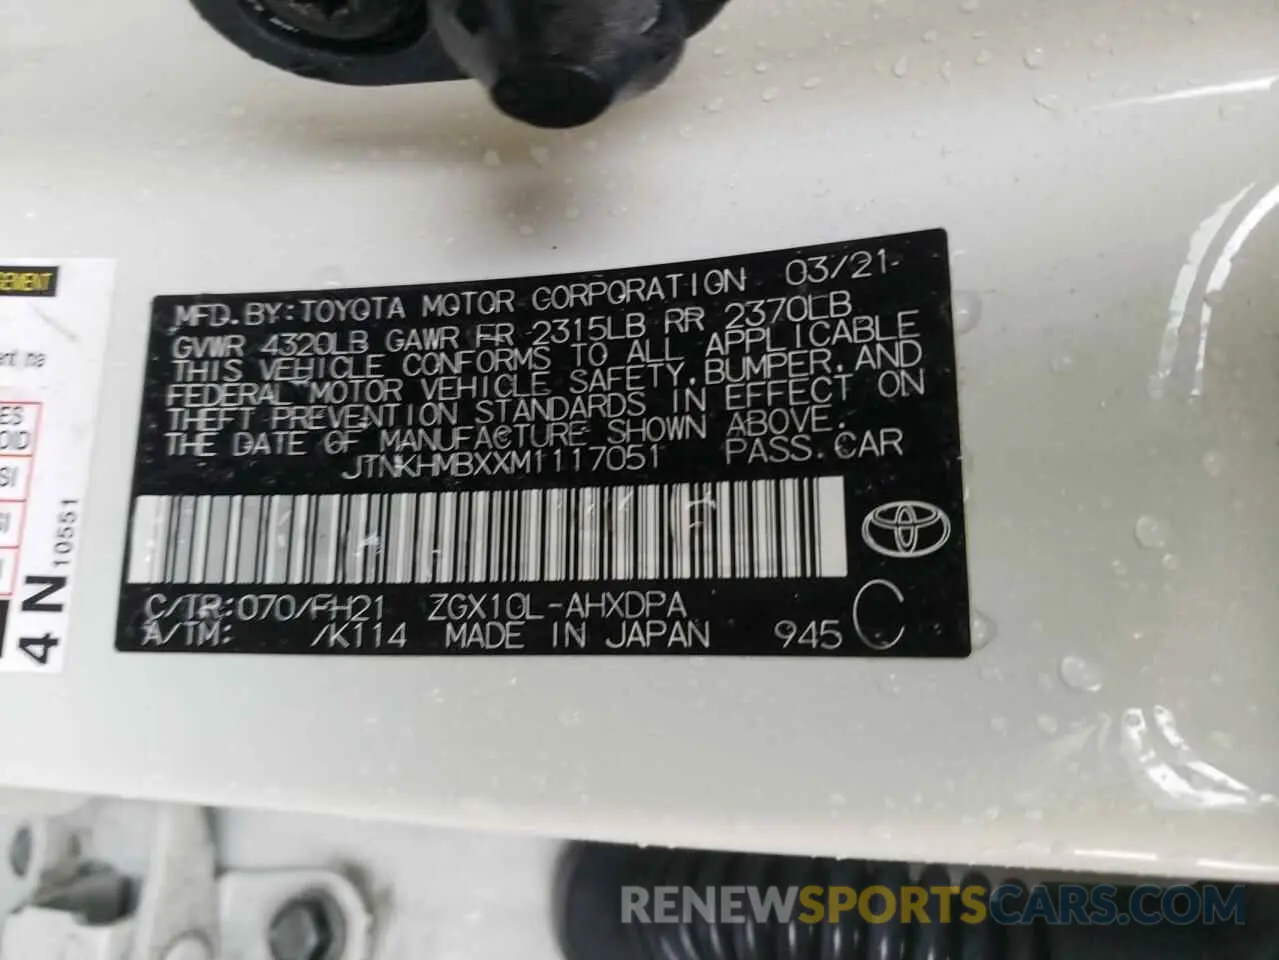 MFD.BY:TOYOTA MOTOR CORPORATION 03/21
GVWR 4320LB GAWR FR 2315LB RR 2370LB
THIS VEHICLE CONFORMS TO ALL APPLICABLE
FEDERAL MOTOR VEHICLE SAFETY,BUMPER,AND
THEFT PREVENTION STANDARDS IN EFFECT ON
THE DATE OF MANUFACTURE SHOWN ABOVE.
JTNKHMBXXM1117051 PASS.CAR
C/TR:070/FH21 ZGX10L-AHXDPA C
A/TM: /K114 MADE IN JAPAN 945
4N
10551
RENEWSPORTSCARS.COM